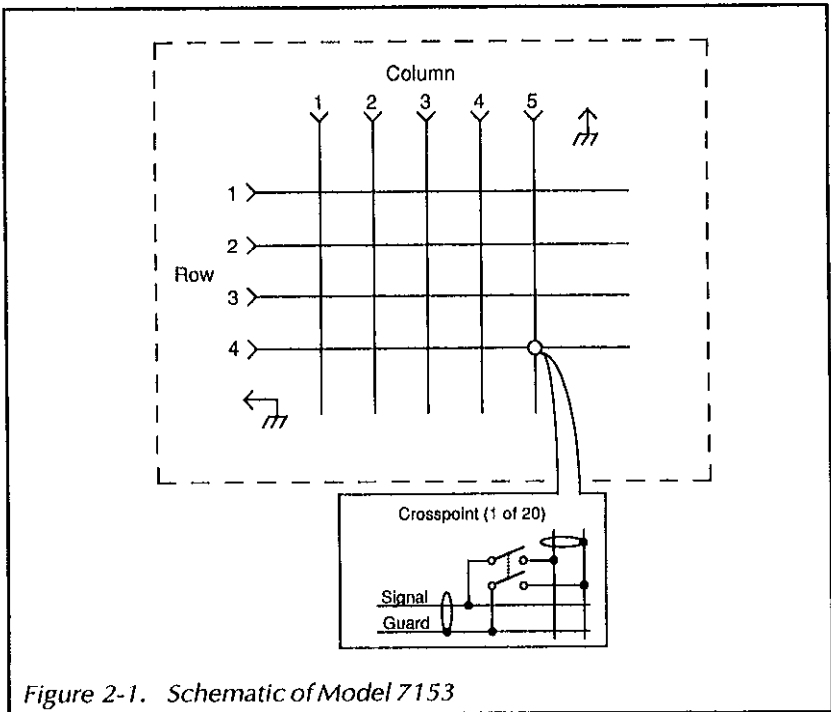 Column
1 2 3 4 5
1
2
Row
3
4
Crosspoint (1 of 20)
Signal
Guard
Figure 2-1. Schematic of Model 7153